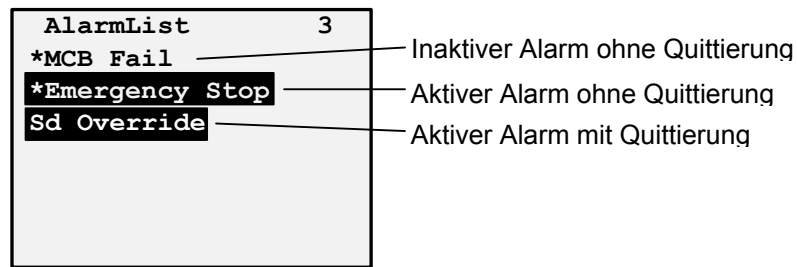 AlarmList 3
*MCB Fail Inaktiver Alarm ohne Quittierung
*Emergency Stop Aktiver Alarm ohne Quittierung
Sd Override Aktiver Alarm mit Quittierung